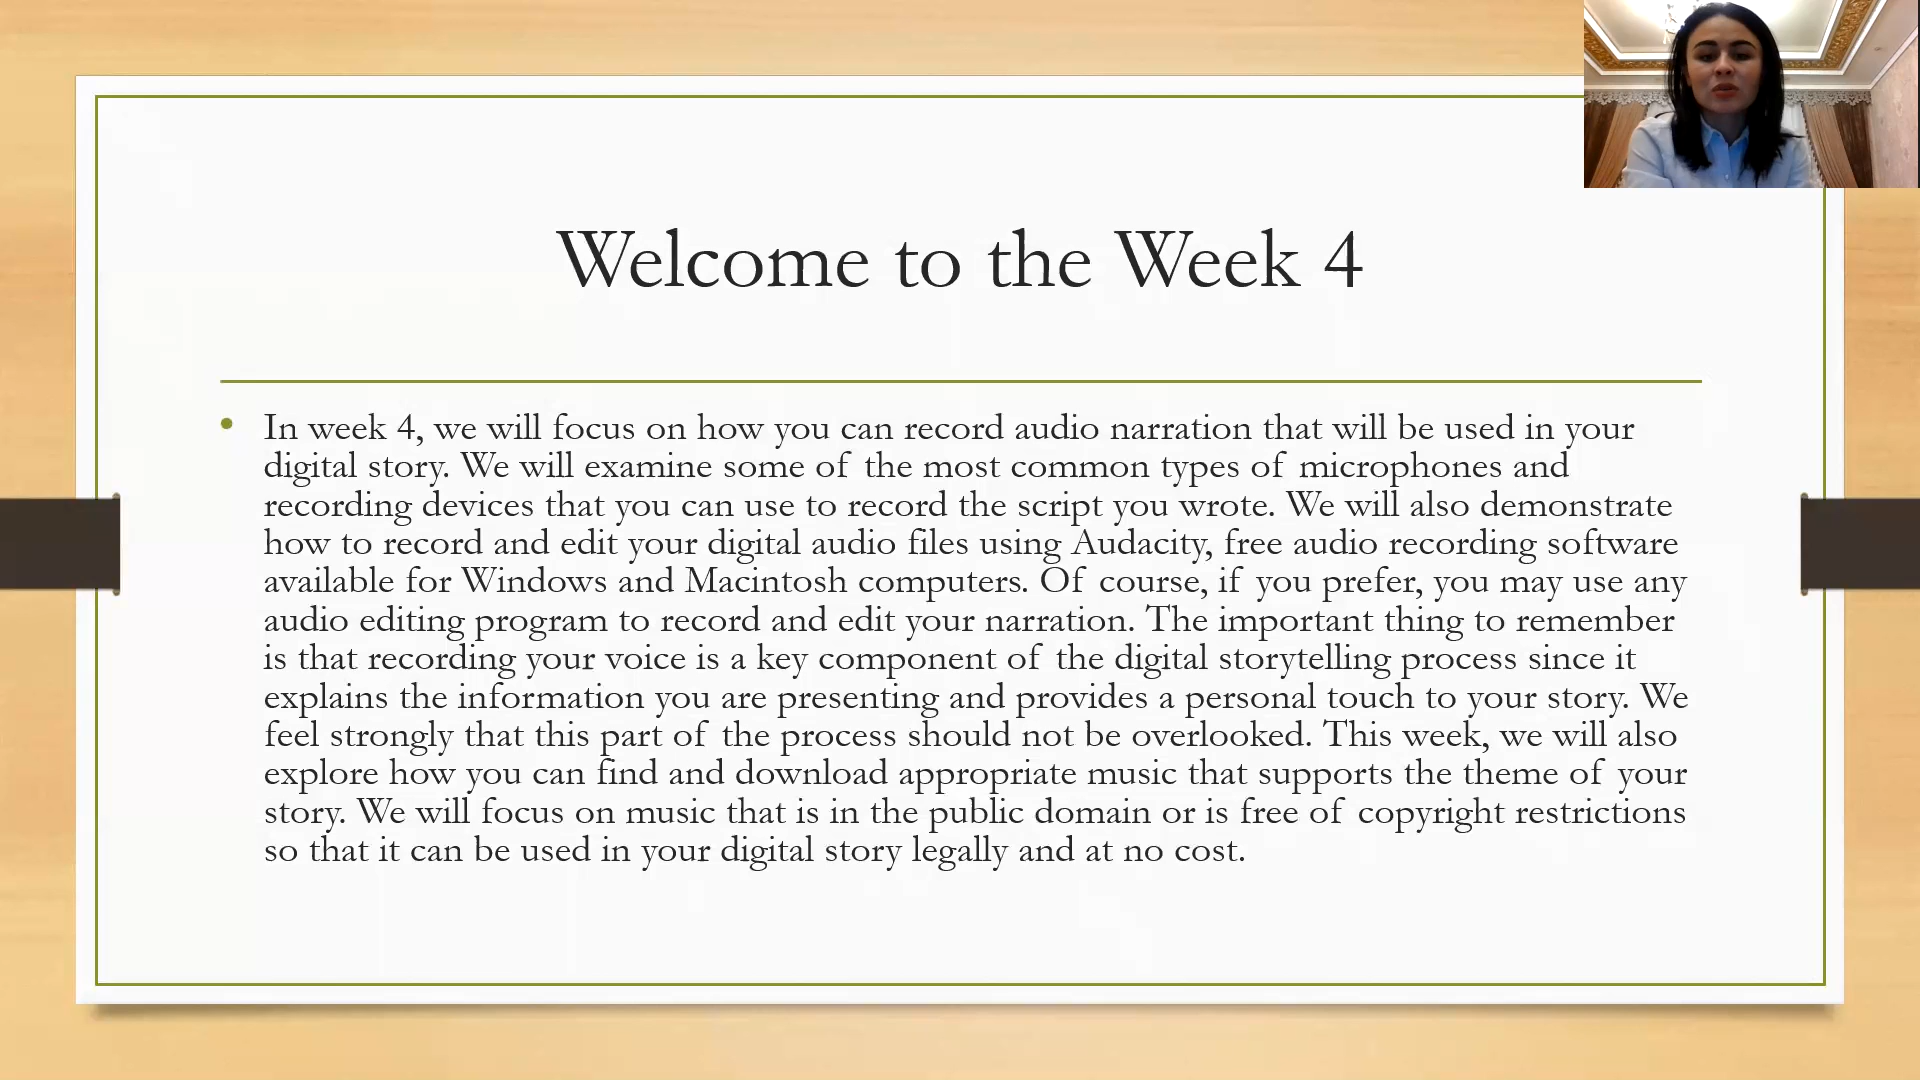 Welcome to the Week 4
In week 4, we will focus on how you can record audio narration that will be used in your
digital story. We will examine some of the most common types of microphones and
recording devices that you can use to record the script you wrote. We will also demonstrate
how to record and edit your digital audio files using Audacity, free audio recording software
available for Windows and Macintosh computers. Of course, if you prefer, you may use any
audio editing program to record and edit your narration. The important thing to remember
is that recording your voice is a key component of the digital storytelling process since it
explains the information you are presenting and provides a personal touch to your story. We
feel strongly that this part of the process should not be overlooked. This week, we will also
explore how you can find and download appropriate music that supports the theme of your
story. We will focus on music that is in the public domain or is free of copyright restrictions
so that it can be used in your digital story legally and at no cost.